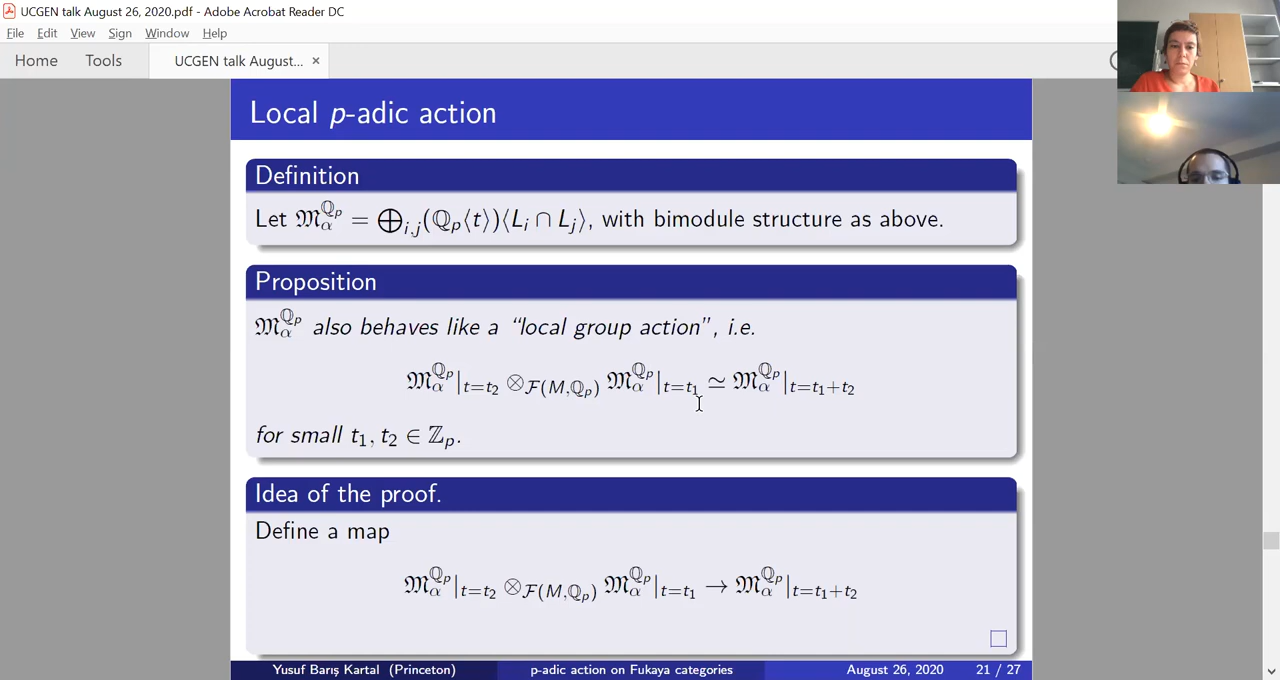 UCGEN talk August 26, 2020.pdf - Adobe Acrobat Reader DC
File Edit View Sign Window Help
Home Tools UCGEN talk August... ×
Local p-adic action
Definition
Let 𝔐_α^{ℚ_p} = ⊕_{i,j}(ℚ_p⟨t⟩)⟨L_i ∩ L_j⟩, with bimodule structure as above.
Proposition
𝔐_α^{ℚ_p} also behaves like a “local group action”, i.e.
𝔐_α^{ℚ_p}|_{t=t_2} ⊗_{ℱ(M,ℚ_p)} 𝔐_α^{ℚ_p}|_{t=t_1} ≃ 𝔐_α^{ℚ_p}|_{t=t_1+t_2}
for small t_1, t_2 ∈ ℤ_p.
Idea of the proof.
Define a map
𝔐_α^{ℚ_p}|_{t=t_2} ⊗_{ℱ(M,ℚ_p)} 𝔐_α^{ℚ_p}|_{t=t_1} → 𝔐_α^{ℚ_p}|_{t=t_1+t_2}
Yusuf Barış Kartal (Princeton) p-adic action on Fukaya categories August 26, 2020 21 / 27